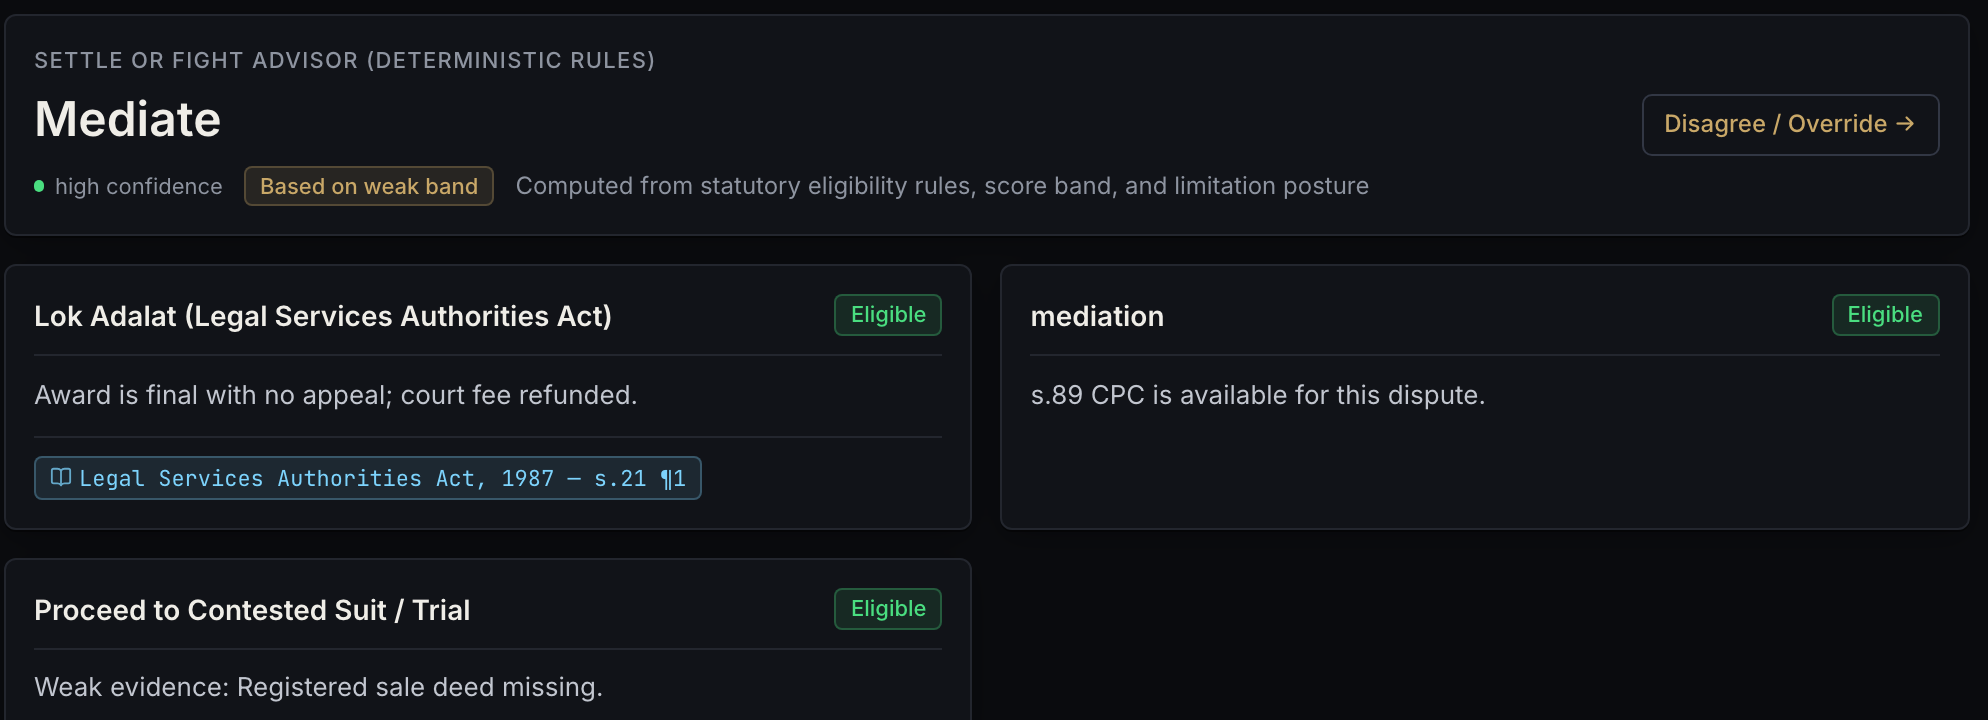 SETTLE OR FIGHT ADVISOR (DETERMINISTIC RULES)
Mediate
Disagree / Override →
high confidence
Based on weak band
Computed from statutory eligibility rules, score band, and limitation posture
Lok Adalat (Legal Services Authorities Act)
Eligible
Award is final with no appeal; court fee refunded.
Legal Services Authorities Act, 1987 — s.21 ¶1
mediation
Eligible
s.89 CPC is available for this dispute.
Proceed to Contested Suit / Trial
Eligible
Weak evidence: Registered sale deed missing.